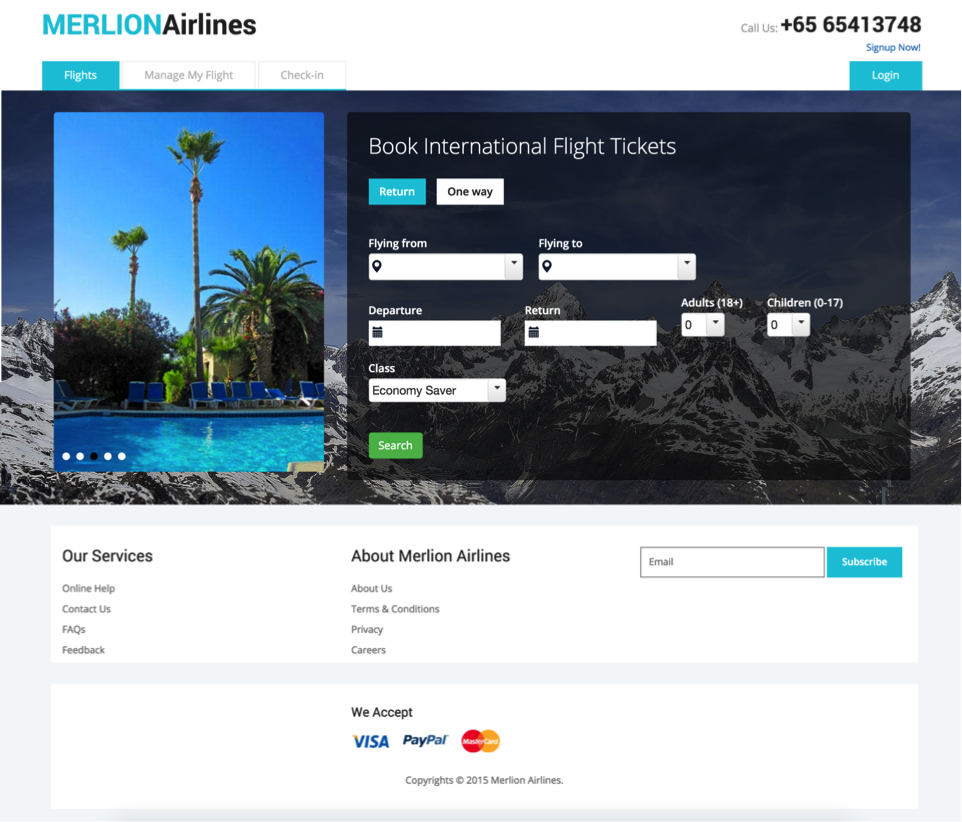 MERLIONAirlines
Call Us: +65 65413748
Signup Now!
Flights Manage My Flight Check-in Login
Book International Flight Tickets
Return One way
Flying from Flying to
Adults (18+) Children (0-17)
Departure Return
0 0
Class
Economy Saver
Search
Our Services
Online Help
Contact Us
FAQs
Feedback
About Merlion Airlines
About Us
Terms & Conditions
Privacy
Careers
Email Subscribe
We Accept
VISA PayPal MasterCard
Copyrights © 2015 Merlion Airlines.